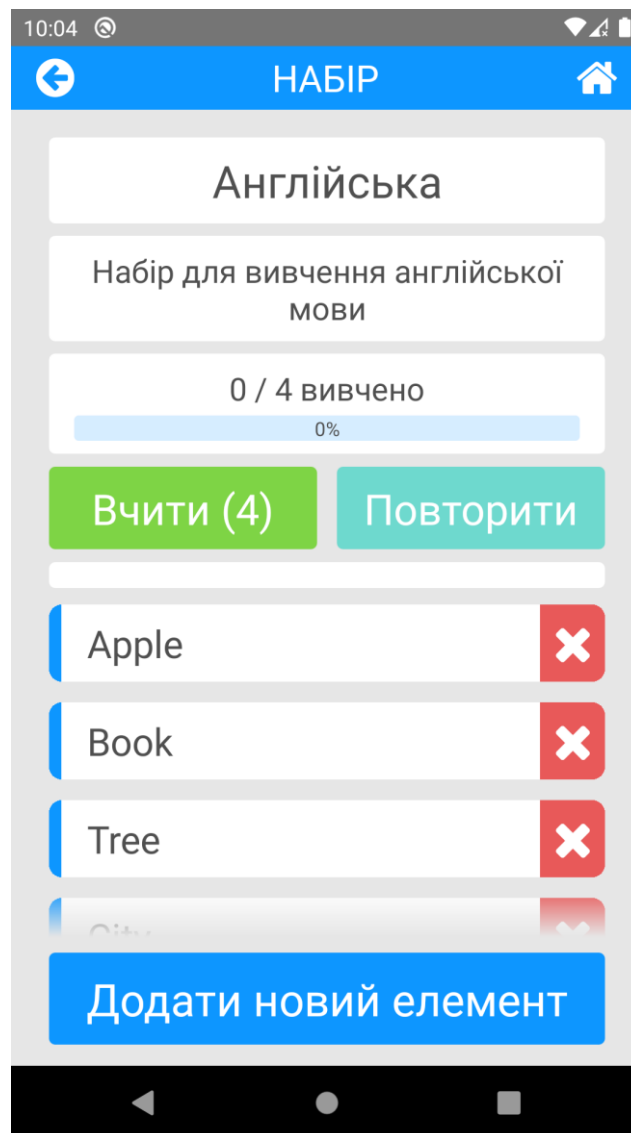 10:04
НАБІР
Англійська
Набір для вивчення англійської
мови
0 / 4 вивчено
0%
Вчити (4)
Повторити
Apple
Book
Tree
City
Додати новий елемент